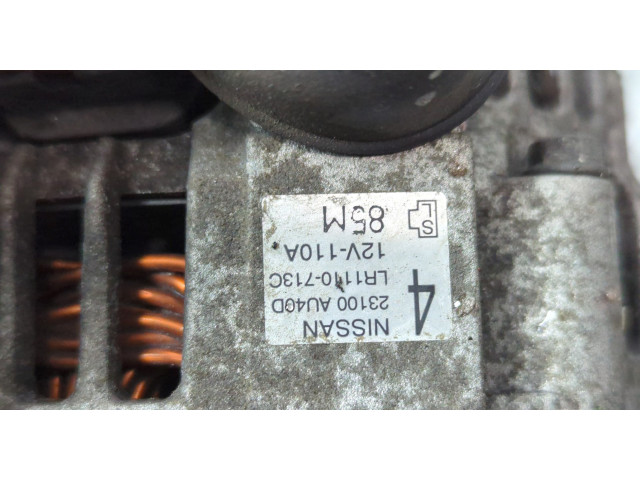 NISSAN
23100 AU40D
LR1110-713C
12V-110A
4
85M
S